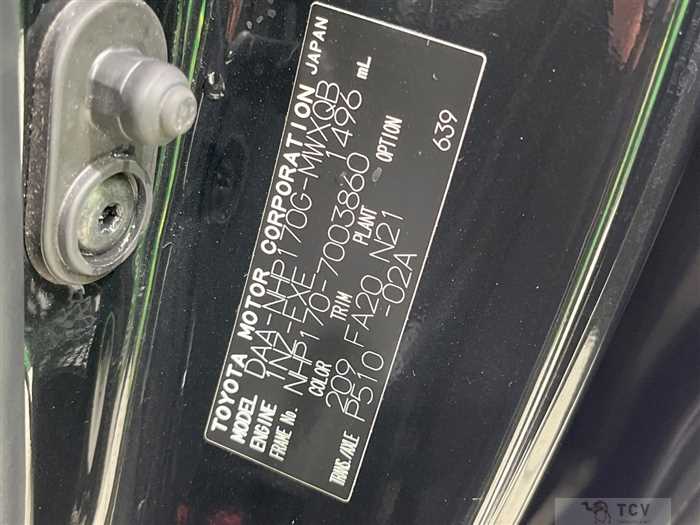 TOYOTA MOTOR CORPORATION JAPAN
MODEL DAA-NHP170G-MWXQB
ENGINE 1NZ-FXE 1496 mL
FRAME No. NHP170-7003860
COLOR TRIM PLANT OPTION
209 FA20 N21
TRANS./AXLE P510 -02A
639
TCV